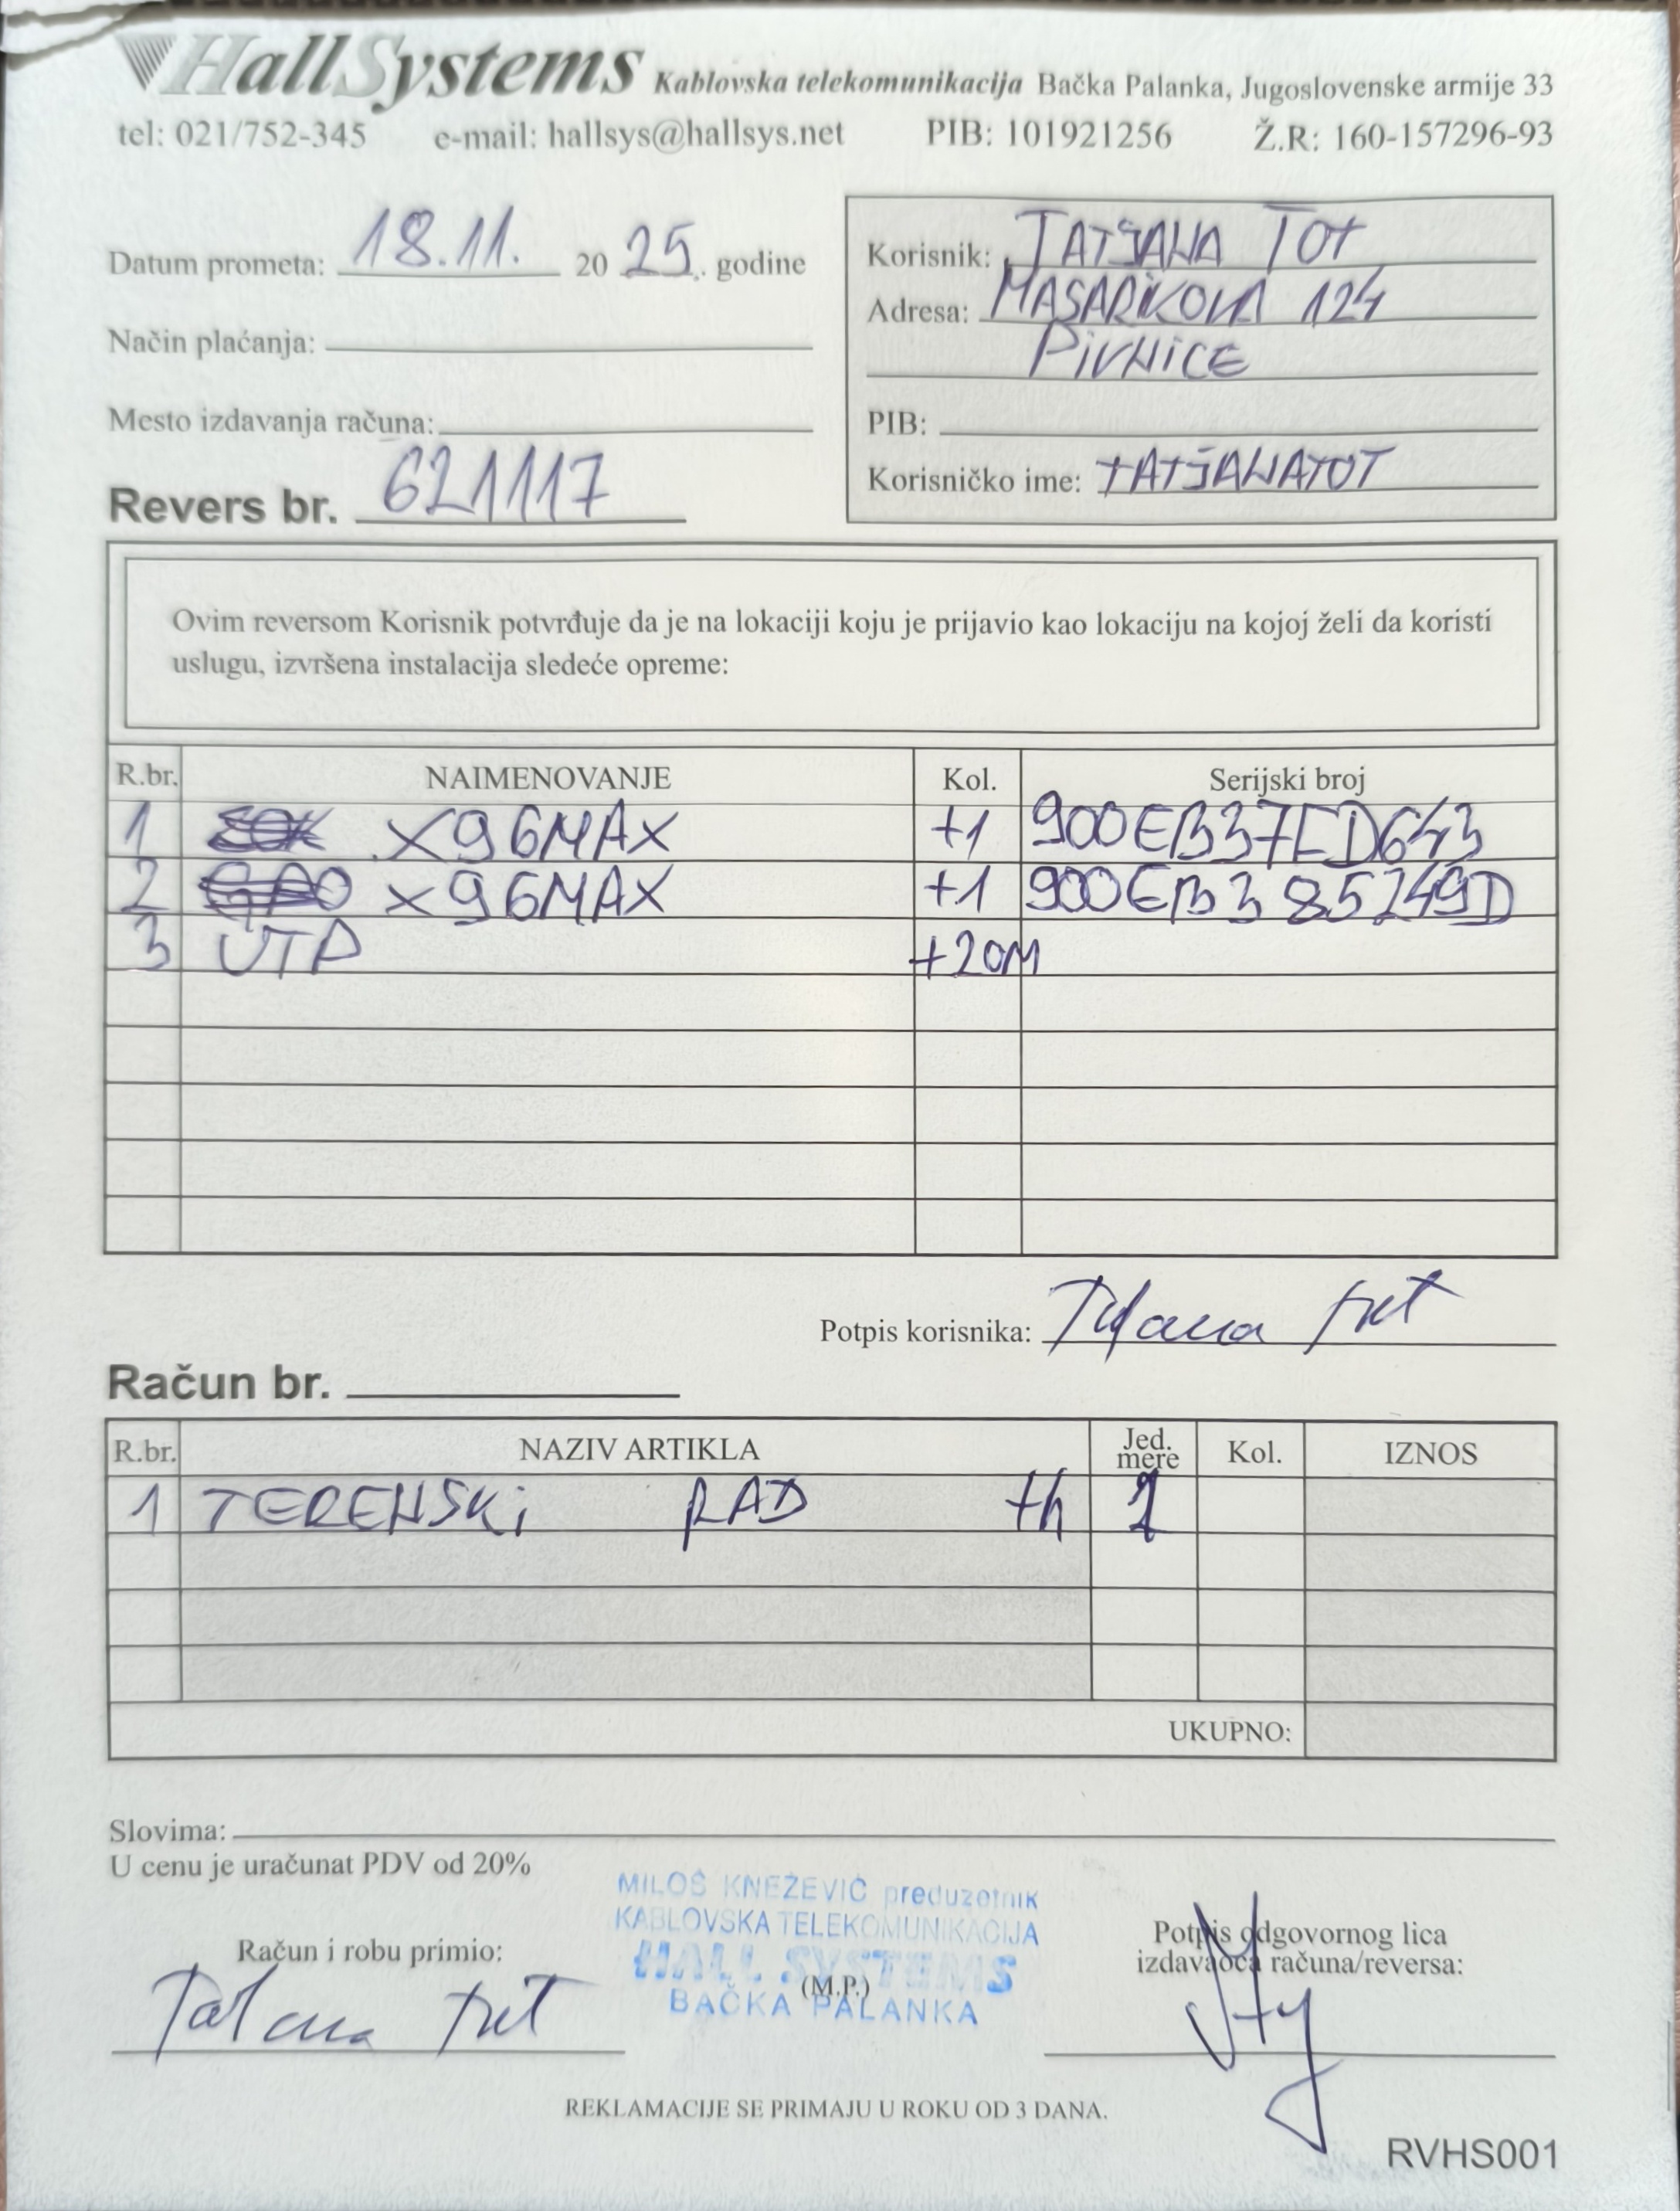 HallSystems Kablovska telekomunikacija Bačka Palanka, Jugoslovenske armije 33
tel: 021/752-345 e-mail: hallsys@hallsys.net PIB: 101921256 Ž.R: 160-157296-93
Datum prometa: 18.11. 2025. godine
Način plaćanja:
Mesto izdavanja računa:
Revers br. 621117
Korisnik: TATJANA TOT
Adresa: MASARIKOVA 124
PIVNICE
PIB:
Korisničko ime: TATJANATOT
Ovim reversom Korisnik potvrđuje da je na lokaciji koju je prijavio kao lokaciju na kojoj želi da koristi
uslugu, izvršena instalacija sledeće opreme:
R.br. NAIMENOVANJE Kol. Serijski broj
1 X96MAX +1 900EB37ED643
2 X96MAX +1 900EB385249D
3 UTP +20M
Potpis korisnika: Tatjana Tot
Račun br.
R.br. NAZIV ARTIKLA Jed. mere Kol. IZNOS
1 TERENSKI RAD th 1
UKUPNO:
Slovima:
U cenu je uračunat PDV od 20%
MILOŠ KNEŽEVIĆ preduzetnik
KABLOVSKA TELEKOMUNIKACIJA
HALL SYSTEMS
(M.P.)
BAČKA PALANKA
Račun i robu primio:
Tatjana Tot
Potpis odgovornog lica
izdavaoca računa/reversa:
REKLAMACIJE SE PRIMAJU U ROKU OD 3 DANA.
RVHS001